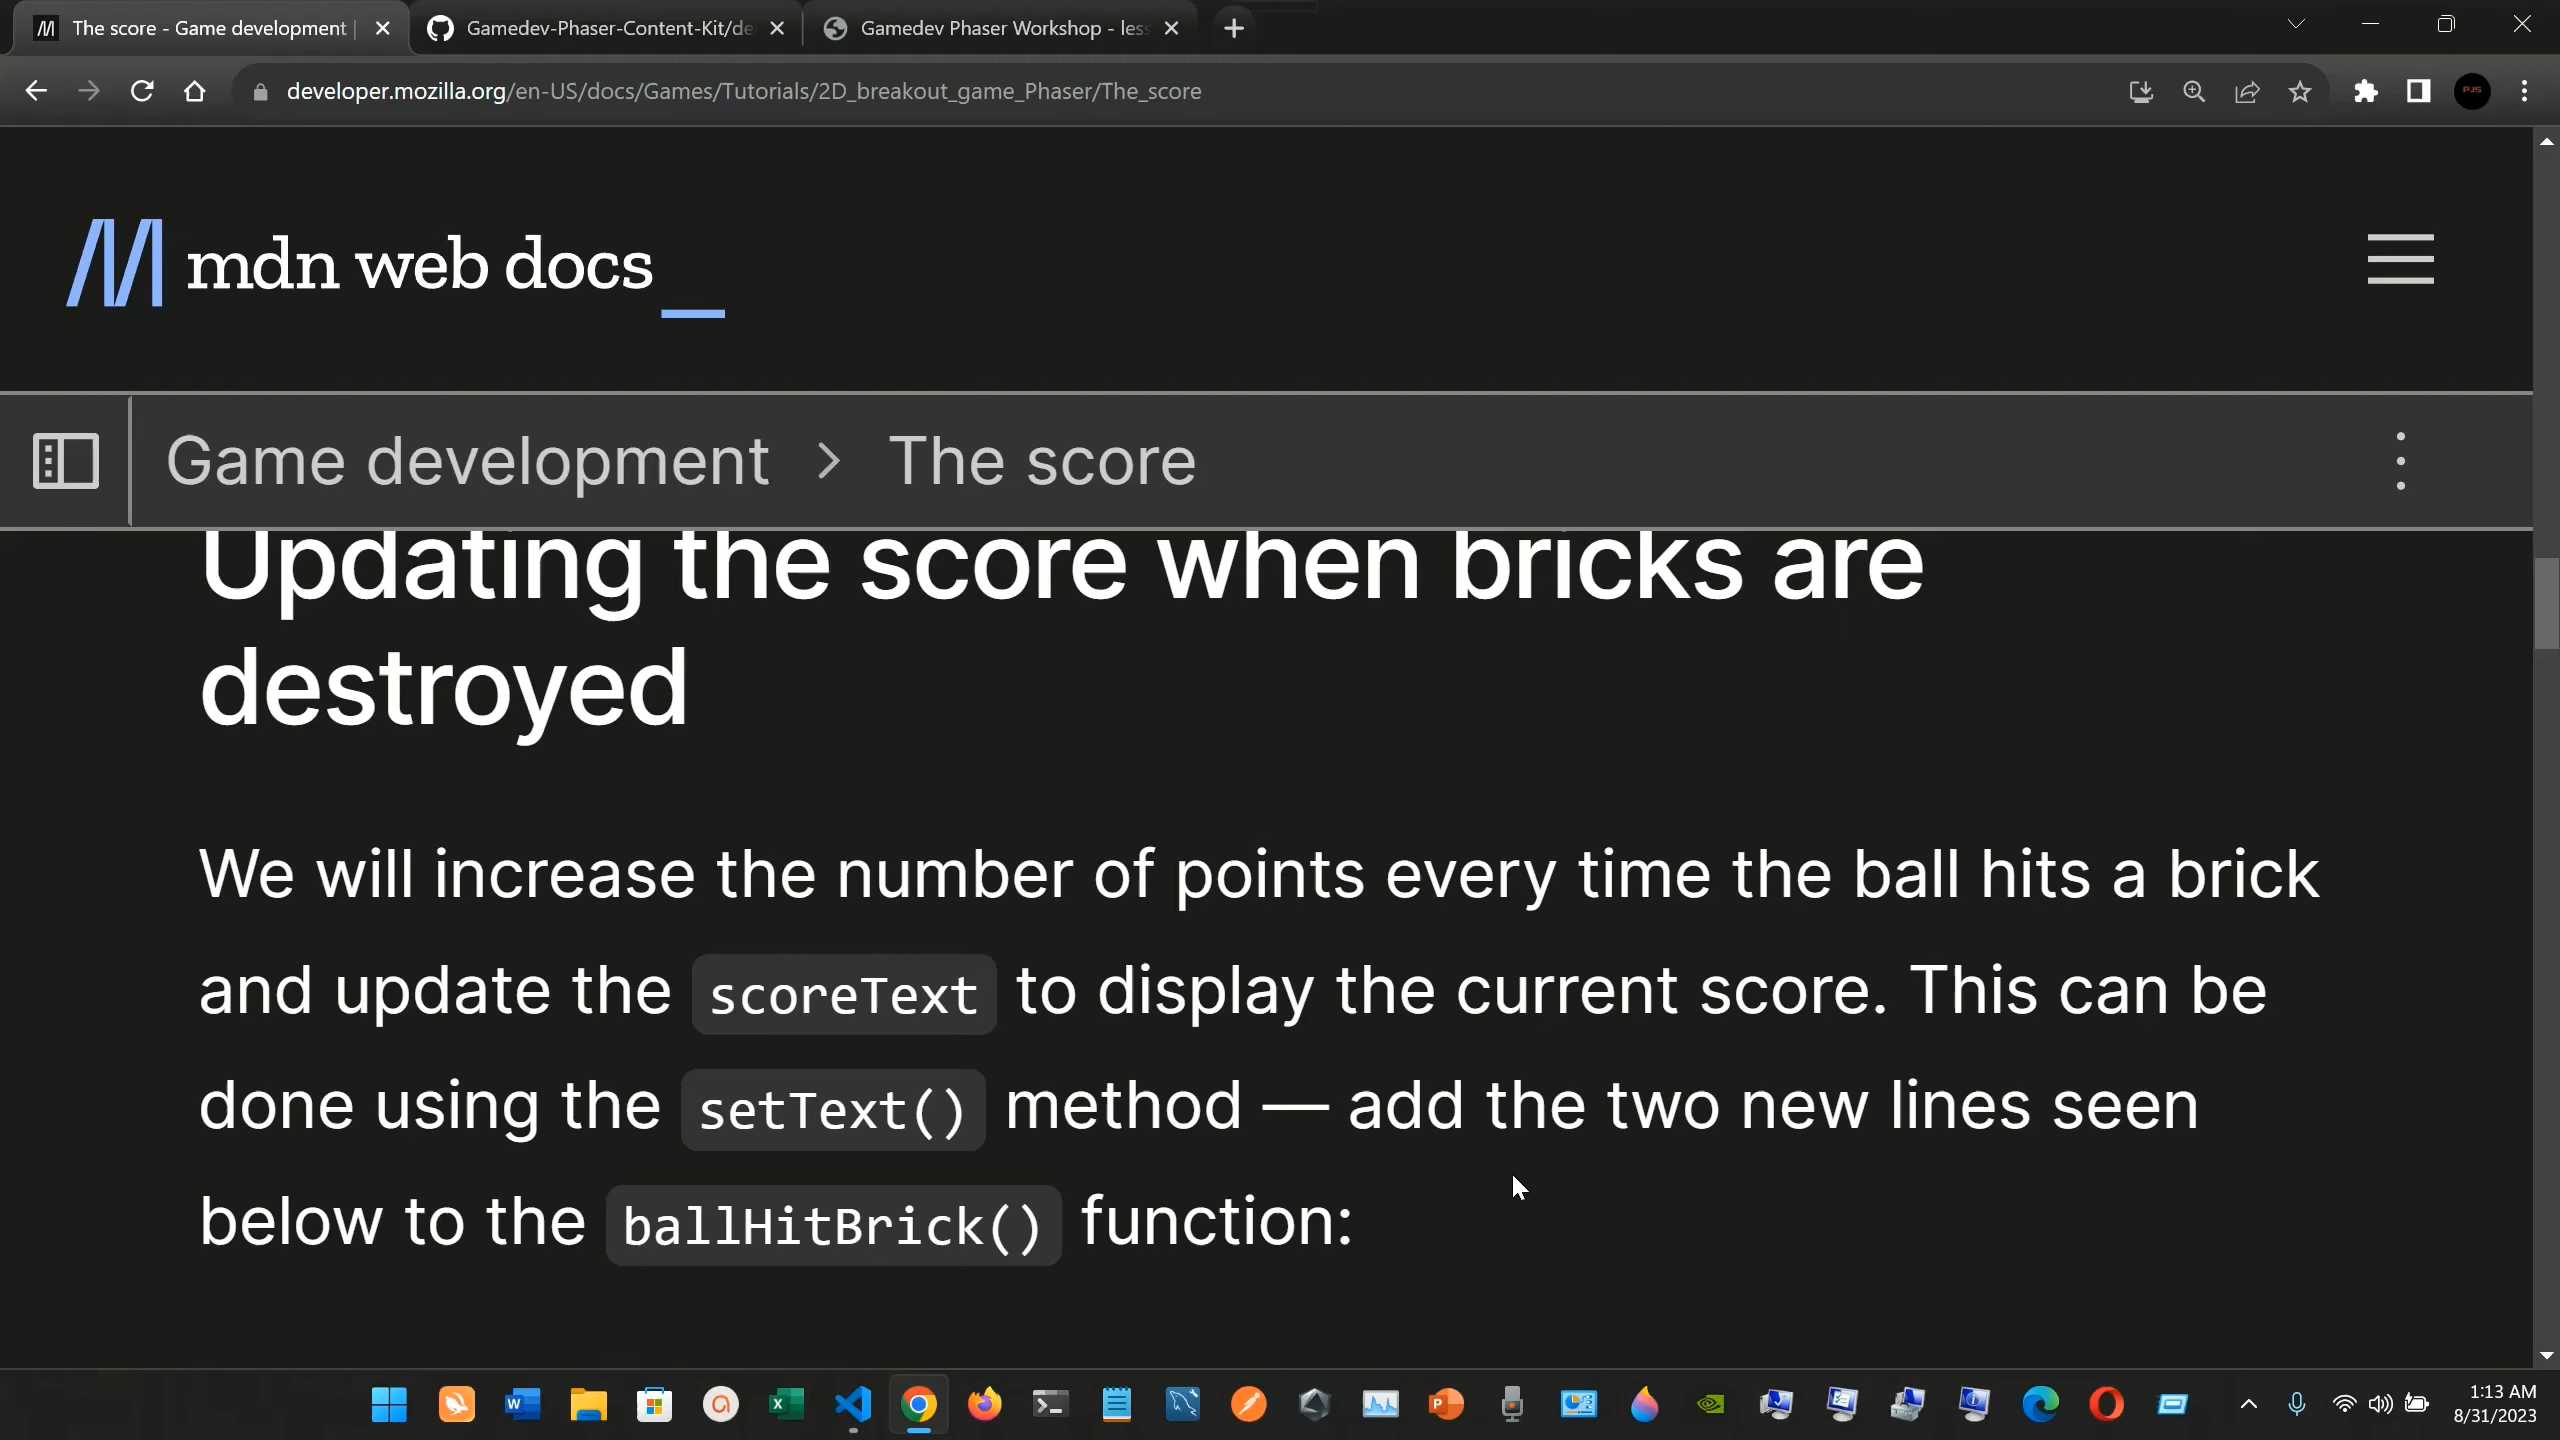 The score - Game development |
Gamedev-Phaser-Content-Kit/de
Gamedev Phaser Workshop - les
developer.mozilla.org/en-US/docs/Games/Tutorials/2D_breakout_game_Phaser/The_score
PJS
mdn web docs_
Game development > The score
Updating the score when bricks are
destroyed
We will increase the number of points every time the ball hits a brick
and update the scoreText to display the current score. This can be
done using the setText() method — add the two new lines seen
below to the ballHitBrick() function:
1:13 AM
8/31/2023